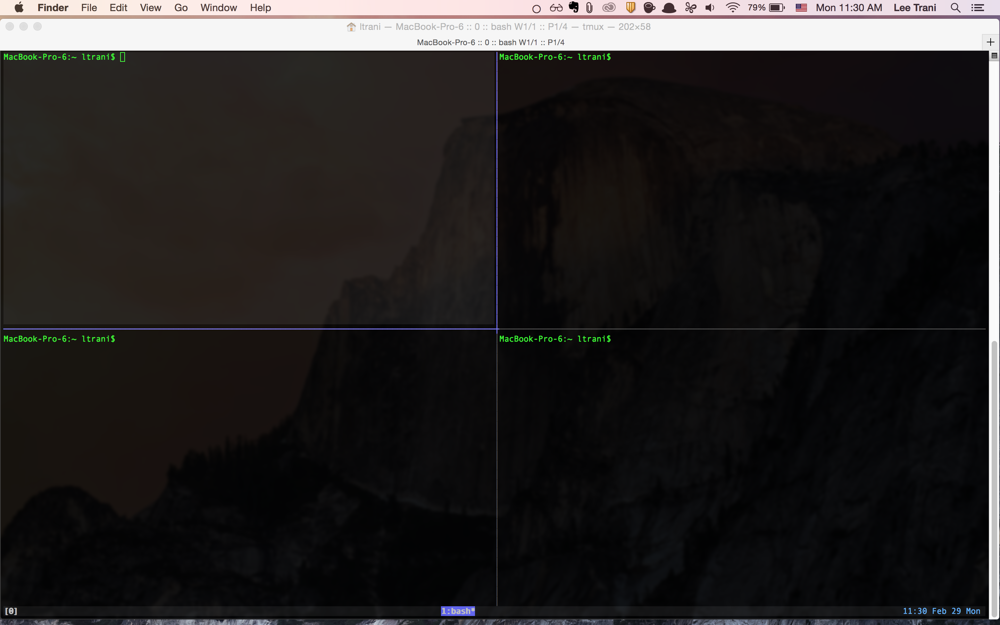 Finder File Edit View Go Window Help 79% Mon 11:30 AM Lee Trani
ltrani — MacBook-Pro-6 :: 0 :: bash W1/1 :: P1/4 — tmux — 202×58
MacBook-Pro-6 :: 0 :: bash W1/1 :: P1/4 +
MacBook-Pro-6:~ ltrani$
MacBook-Pro-6:~ ltrani$
MacBook-Pro-6:~ ltrani$
MacBook-Pro-6:~ ltrani$
[0] 1:bash* 11:30 Feb 29 Mon